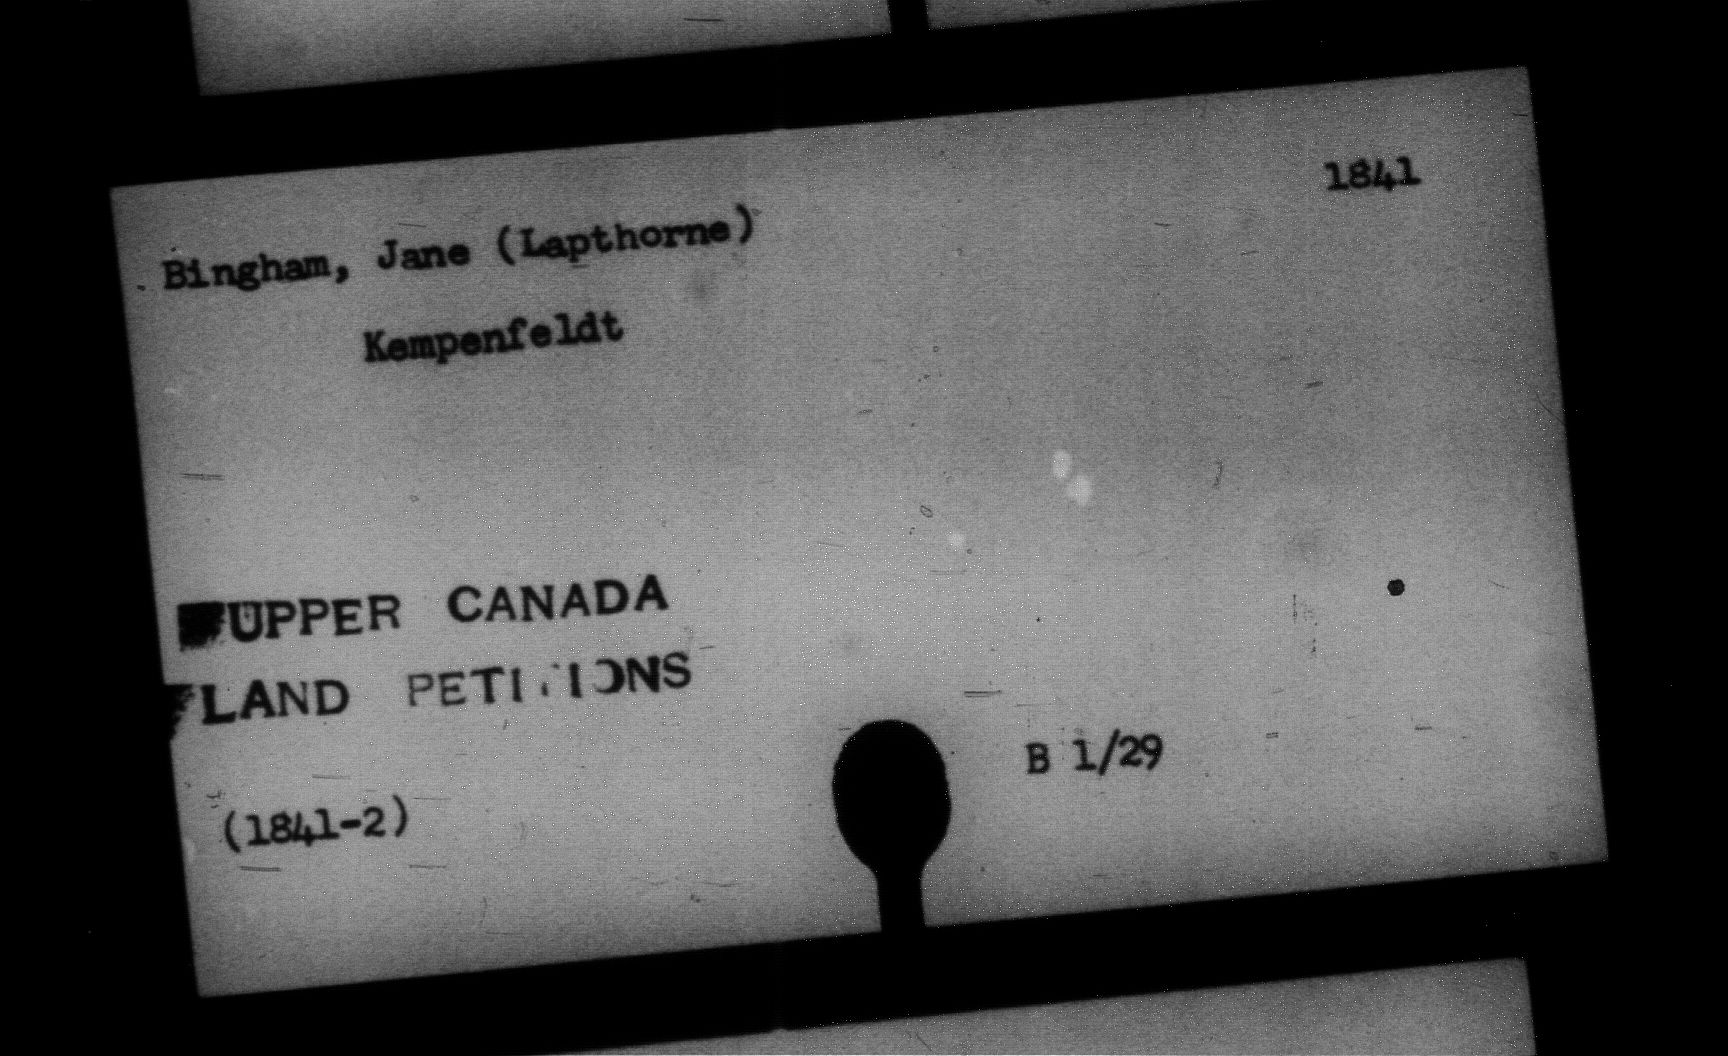 1841
Bingham, Jane (Lapthorne)
Kempenfeldt
UPPER CANADA
LAND PETITIONS
B 1/29
(1841-2)